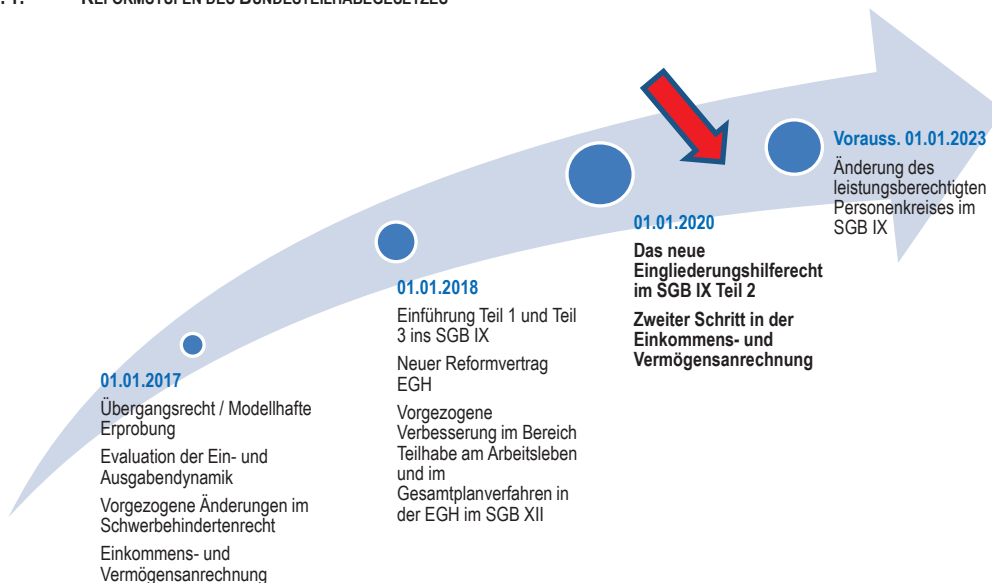 REFORMSTUFEN DES BUNDESTEILHABEGESETZES
01.01.2017
Übergangsrecht / Modellhafte
Erprobung
Evaluation der Ein- und
Ausgabendynamik
Vorgezogene Änderungen im
Schwerbehindertenrecht
Einkommens- und
Vermögensanrechnung
01.01.2018
Einführung Teil 1 und Teil
3 ins SGB IX
Neuer Reformvertrag
EGH
Vorgezogene
Verbesserung im Bereich
Teilhabe am Arbeitsleben
und im
Gesamtplanverfahren in
der EGH im SGB XII
01.01.2020
Das neue
Eingliederungshilferecht
im SGB IX Teil 2
Zweiter Schritt in der
Einkommens- und
Vermögensanrechnung
Vorauss. 01.01.2023
Änderung des
leistungsberechtigten
Personenkreises im
SGB IX